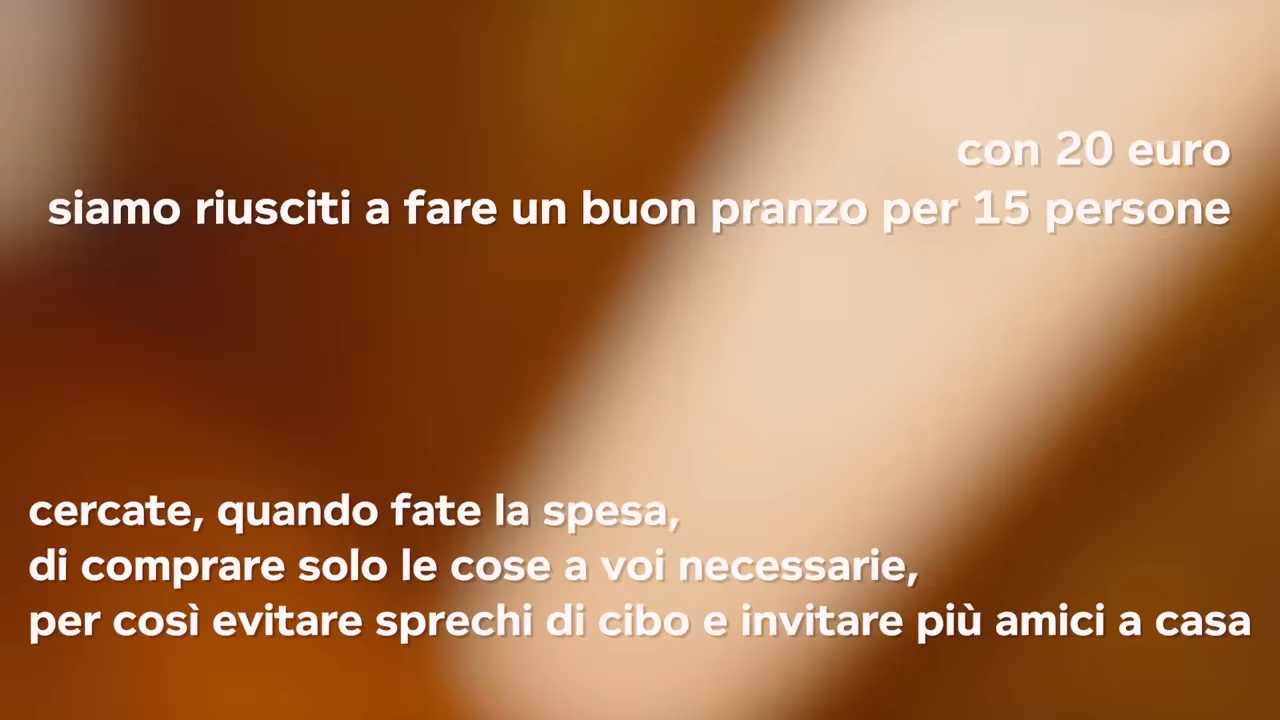 con 20 euro
siamo riusciti a fare un buon pranzo per 15 persone
cercate, quando fate la spesa,
di comprare solo le cose a voi necessarie,
per così evitare sprechi di cibo e invitare più amici a casa